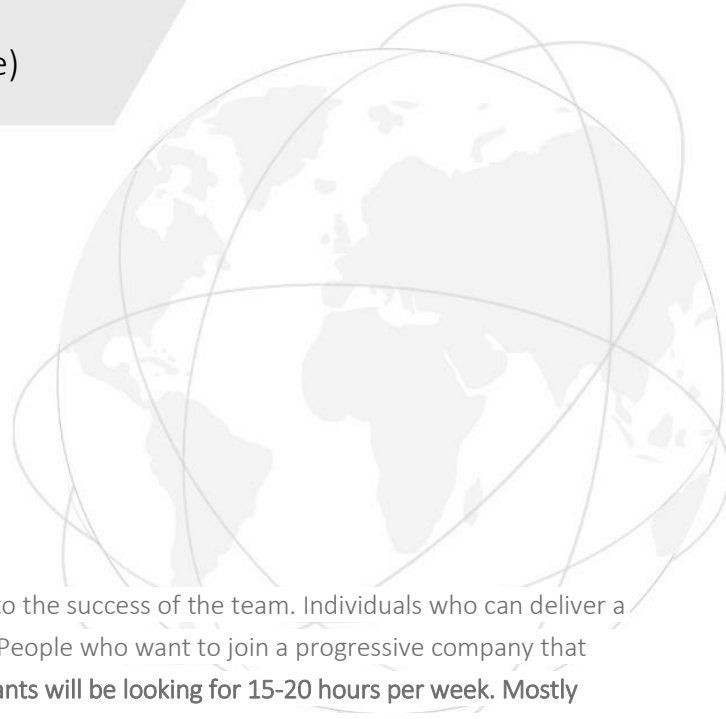 e)
to the success of the team. Individuals who can deliver a
People who want to join a progressive company that
ants will be looking for 15-20 hours per week. Mostly